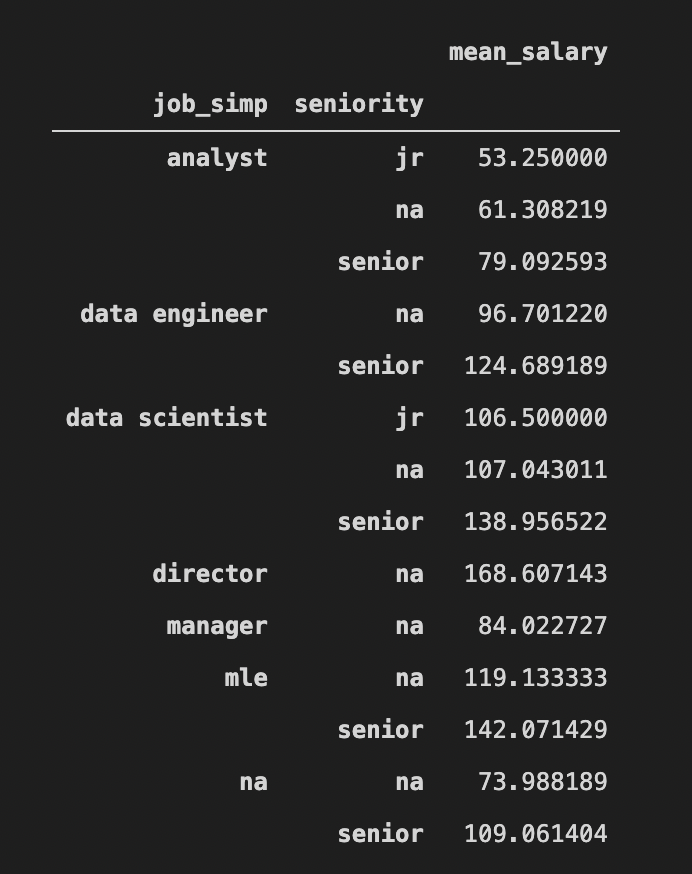 mean_salary
job_simp seniority
analyst jr 53.250000
na 61.308219
senior 79.092593
data engineer na 96.701220
senior 124.689189
data scientist jr 106.500000
na 107.043011
senior 138.956522
director na 168.607143
manager na 84.022727
mle na 119.133333
senior 142.071429
na na 73.988189
senior 109.061404